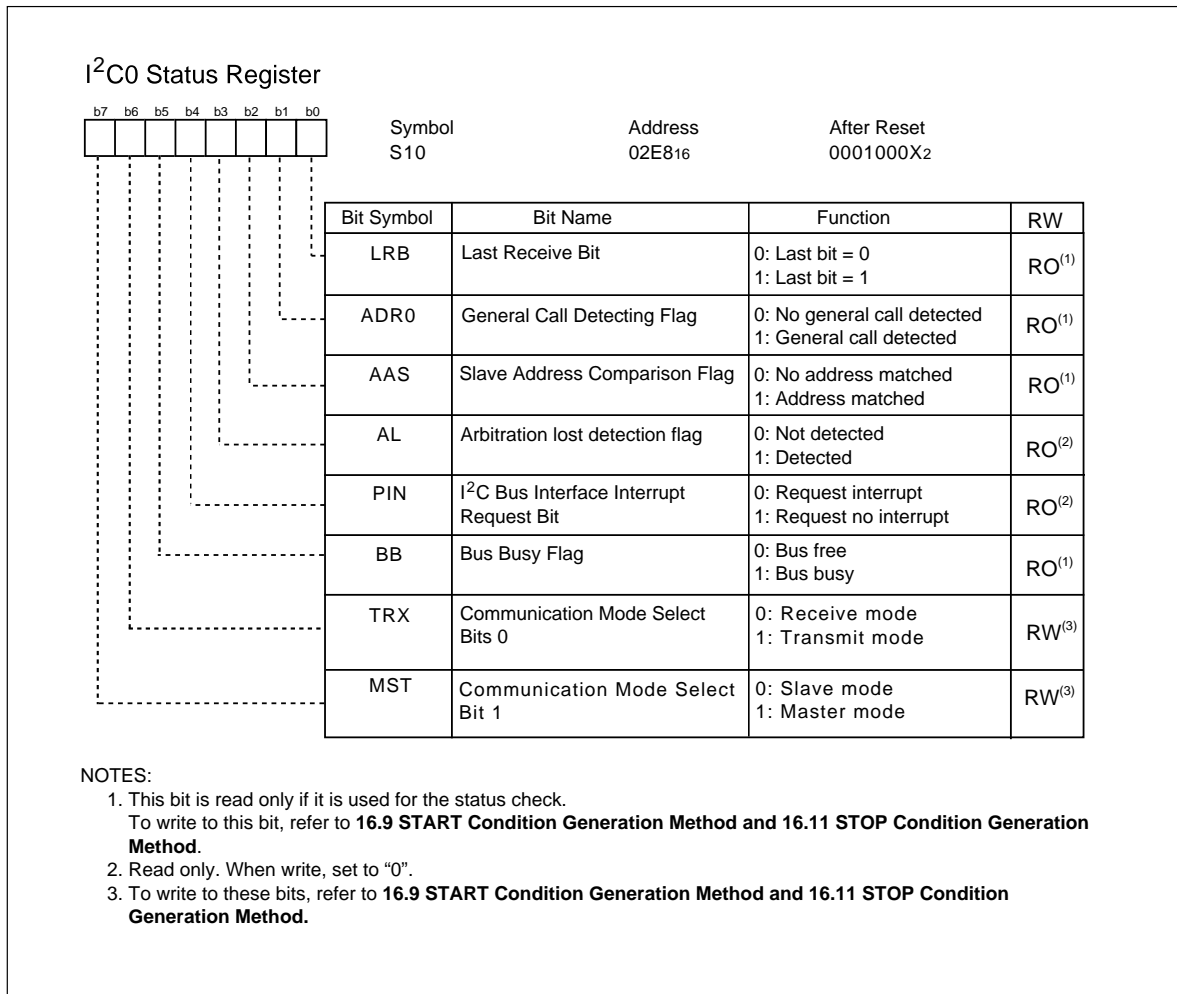 I2C0 Status Register
b7 b6 b5 b4 b3 b2 b1 b0
Symbol Address After Reset
S10 02E816 0001000X2
Bit Symbol Bit Name Function RW
LRB Last Receive Bit 0: Last bit = 0
1: Last bit = 1 RO(1)
ADR0 General Call Detecting Flag 0: No general call detected
1: General call detected RO(1)
AAS Slave Address Comparison Flag 0: No address matched
1: Address matched RO(1)
AL Arbitration lost detection flag 0: Not detected
1: Detected RO(2)
PIN I2C Bus Interface Interrupt 0: Request interrupt
Request Bit 1: Request no interrupt RO(2)
BB Bus Busy Flag 0: Bus free
1: Bus busy RO(1)
TRX Communication Mode Select 0: Receive mode
Bits 0 1: Transmit mode RW(3)
MST Communication Mode Select 0: Slave mode
Bit 1 1: Master mode RW(3)
NOTES:
1. This bit is read only if it is used for the status check.
To write to this bit, refer to 16.9 START Condition Generation Method and 16.11 STOP Condition Generation
Method.
2. Read only. When write, set to “0”.
3. To write to these bits, refer to 16.9 START Condition Generation Method and 16.11 STOP Condition
Generation Method.